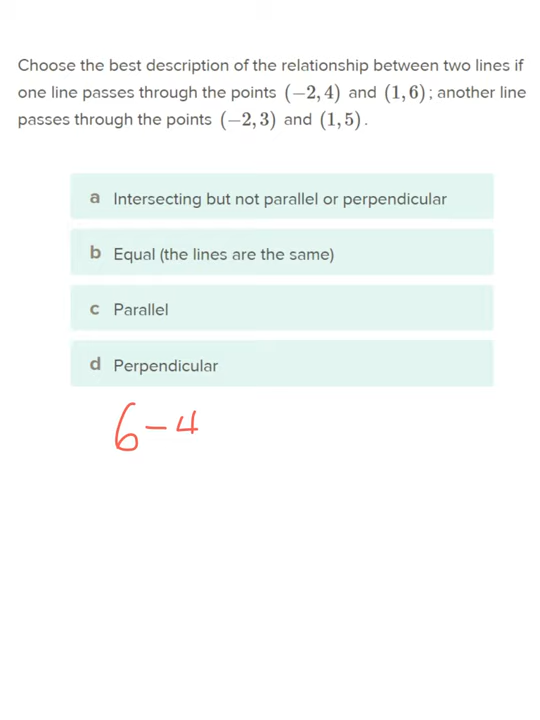 Choose the best description of the relationship between two lines if
one line passes through the points (−2, 4) and (1, 6); another line
passes through the points (−2, 3) and (1, 5).
a Intersecting but not parallel or perpendicular
b Equal (the lines are the same)
c Parallel
d Perpendicular
6 − 4